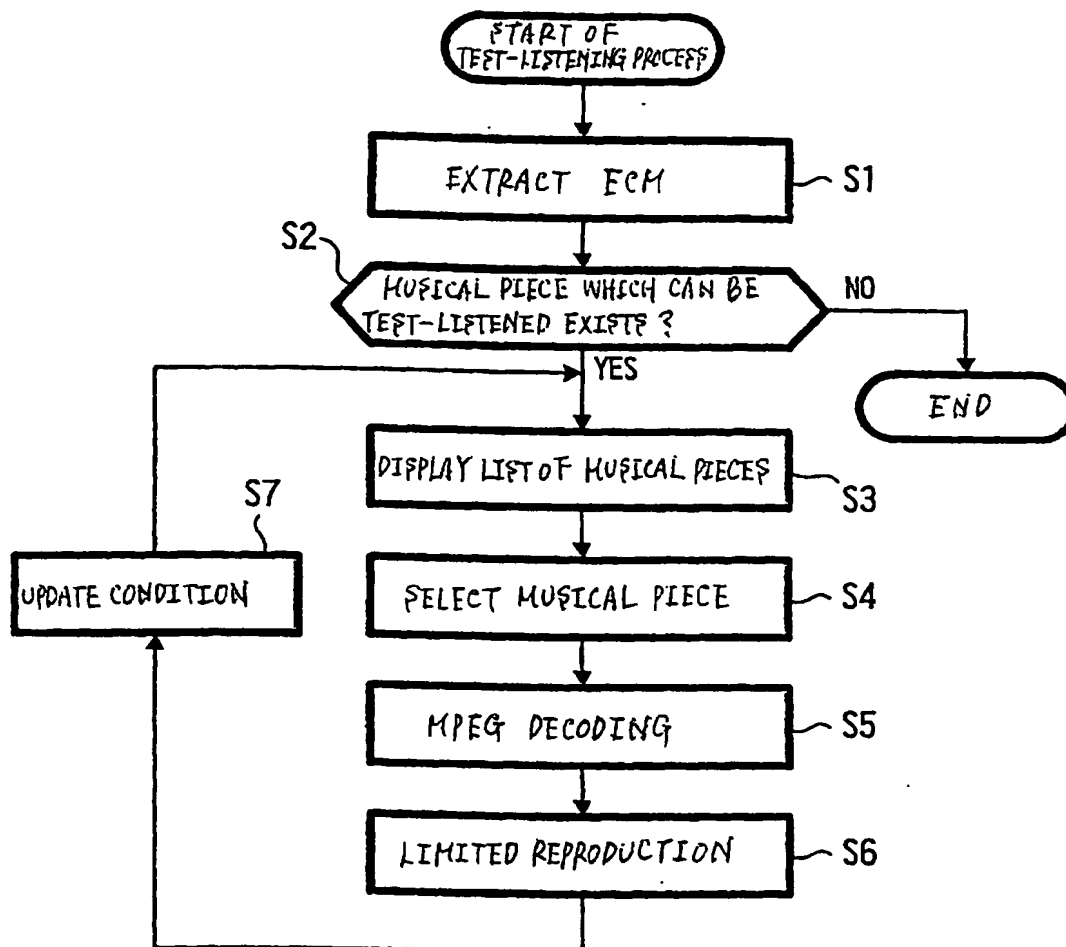 START OF
TEST-LISTENING PROCESS
EXTRACT ECM
S1
S2
MUSICAL PIECE WHICH CAN BE
TEST-LISTENED EXISTS?
NO
YES
END
DISPLAY LIST OF MUSICAL PIECES
S3
S7
UPDATE CONDITION
SELECT MUSICAL PIECE
S4
MPEG DECODING
S5
LIMITED REPRODUCTION
S6